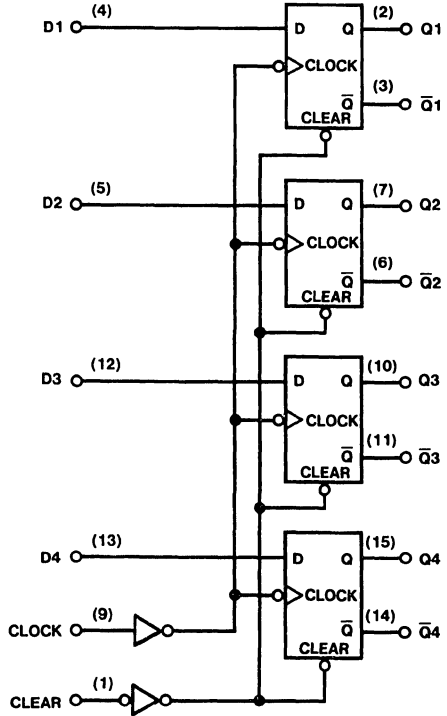 D1 (4) (2) Q1
D Q
CLOCK
(3) Q̅1
Q̅
CLEAR
D2 (5) (7) Q2
D Q
CLOCK
(6) Q̅2
Q̅
CLEAR
D3 (12) (10) Q3
D Q
CLOCK
(11) Q̅3
Q̅
CLEAR
D4 (13) (15) Q4
D Q
CLOCK
(14) Q̅4
Q̅
CLEAR
CLOCK (9)
CLEAR (1)